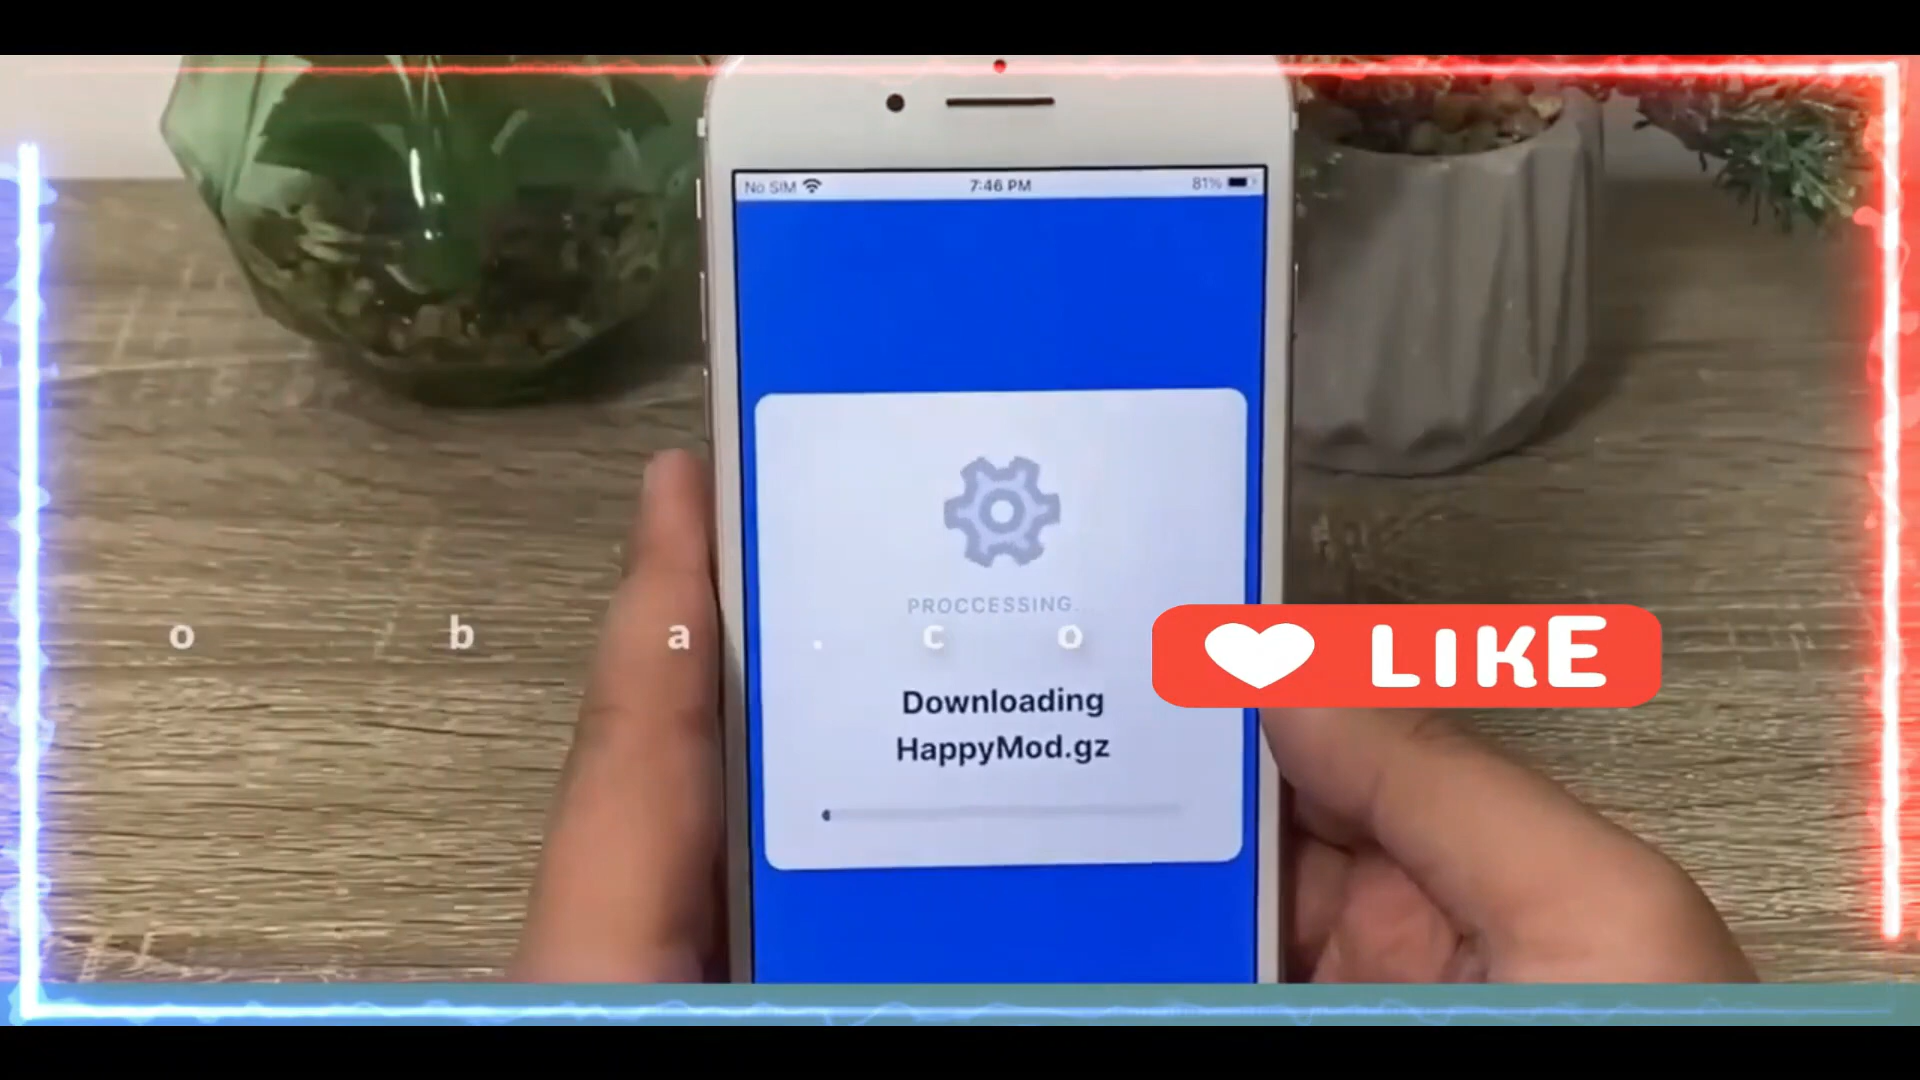 No SIM 7:46 PM 81%
PROCCESSING..
o b a . c o
LIKE
Downloading
HappyMod.gz